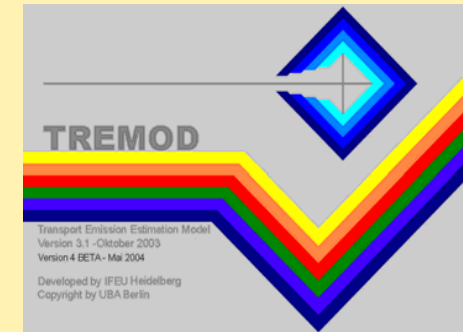 TREMOD
Transport Emission Estimation Model
Version 3.1 -Oktober 2003
Version 4 BETA - Mai 2004
Developed by IFEU Heidelberg
Copyright by UBA Berlin